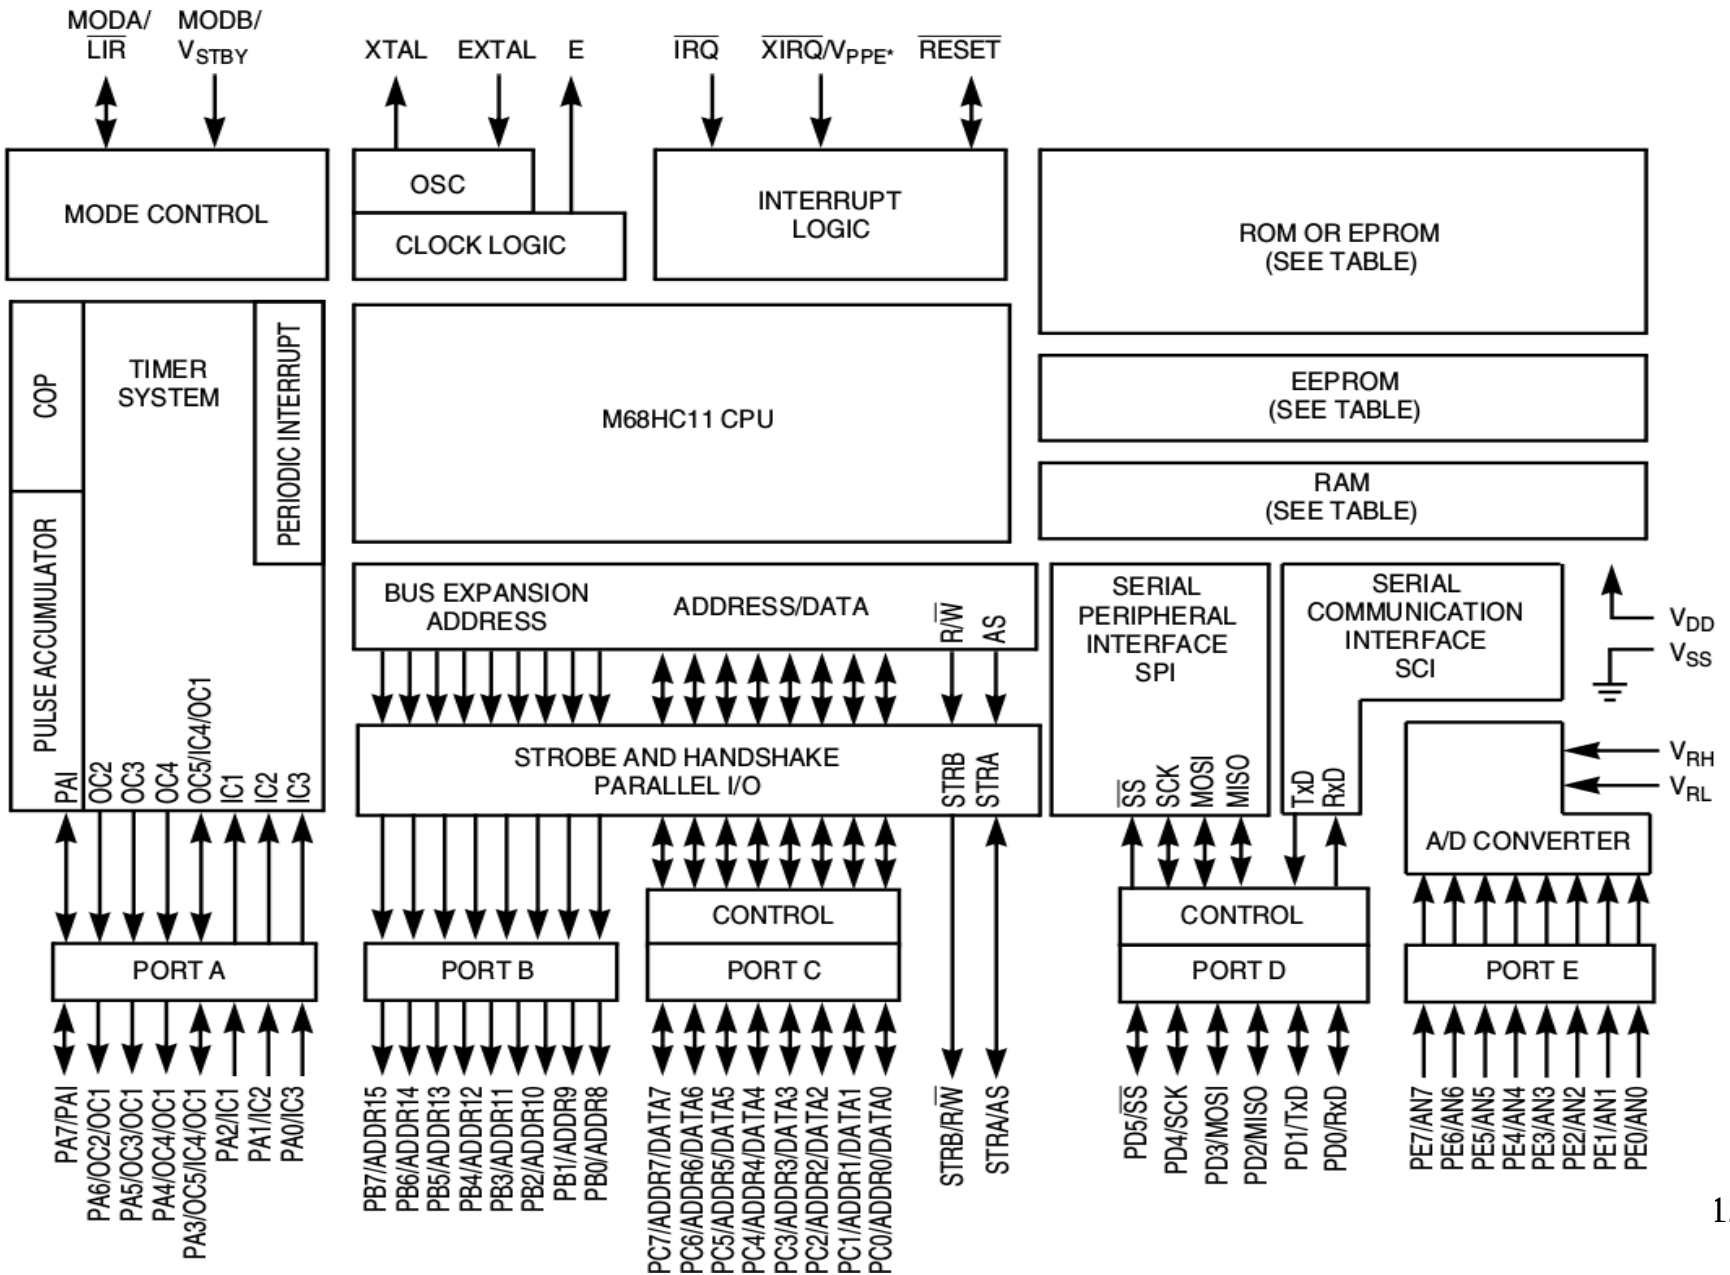 MODA/
L̅I̅R̅
MODB/
VSTBY
XTAL
EXTAL
E
I̅R̅Q̅
X̅I̅R̅Q̅/VPPE*
R̅E̅S̅E̅T̅
MODE CONTROL
OSC
CLOCK LOGIC
INTERRUPT
LOGIC
ROM OR EPROM
(SEE TABLE)
COP
TIMER
SYSTEM
PERIODIC INTERRUPT
M68HC11 CPU
EEPROM
(SEE TABLE)
RAM
(SEE TABLE)
PULSE ACCUMULATOR
PAI
OC2
OC3
OC4
OC5/IC4/OC1
IC1
IC2
IC3
BUS EXPANSION
ADDRESS
ADDRESS/DATA
R/W̅
AS
STROBE AND HANDSHAKE
PARALLEL I/O
STRB
STRA
SERIAL
PERIPHERAL
INTERFACE
SPI
S̅S̅
SCK
MOSI
MISO
SERIAL
COMMUNICATION
INTERFACE
SCI
TxD
RxD
VDD
VSS
VRH
VRL
A/D CONVERTER
CONTROL
CONTROL
PORT A
PORT B
PORT C
PORT D
PORT E
PA7/PAI
PA6/OC2/OC1
PA5/OC3/OC1
PA4/OC4/OC1
PA3/OC5/IC4/OC1
PA2/IC1
PA1/IC2
PA0/IC3
PB7/ADDR15
PB6/ADDR14
PB5/ADDR13
PB4/ADDR12
PB3/ADDR11
PB2/ADDR10
PB1/ADDR9
PB0/ADDR8
PC7/ADDR7/DATA7
PC6/ADDR6/DATA6
PC5/ADDR5/DATA5
PC4/ADDR4/DATA4
PC3/ADDR3/DATA3
PC2/ADDR2/DATA2
PC1/ADDR1/DATA1
PC0/ADDR0/DATA0
STRB/R/W̅
STRA/AS
PD5/S̅S̅
PD4/SCK
PD3/MOSI
PD2/MISO
PD1/TxD
PD0/RxD
PE7/AN7
PE6/AN6
PE5/AN5
PE4/AN4
PE3/AN3
PE2/AN2
PE1/AN1
PE0/AN0